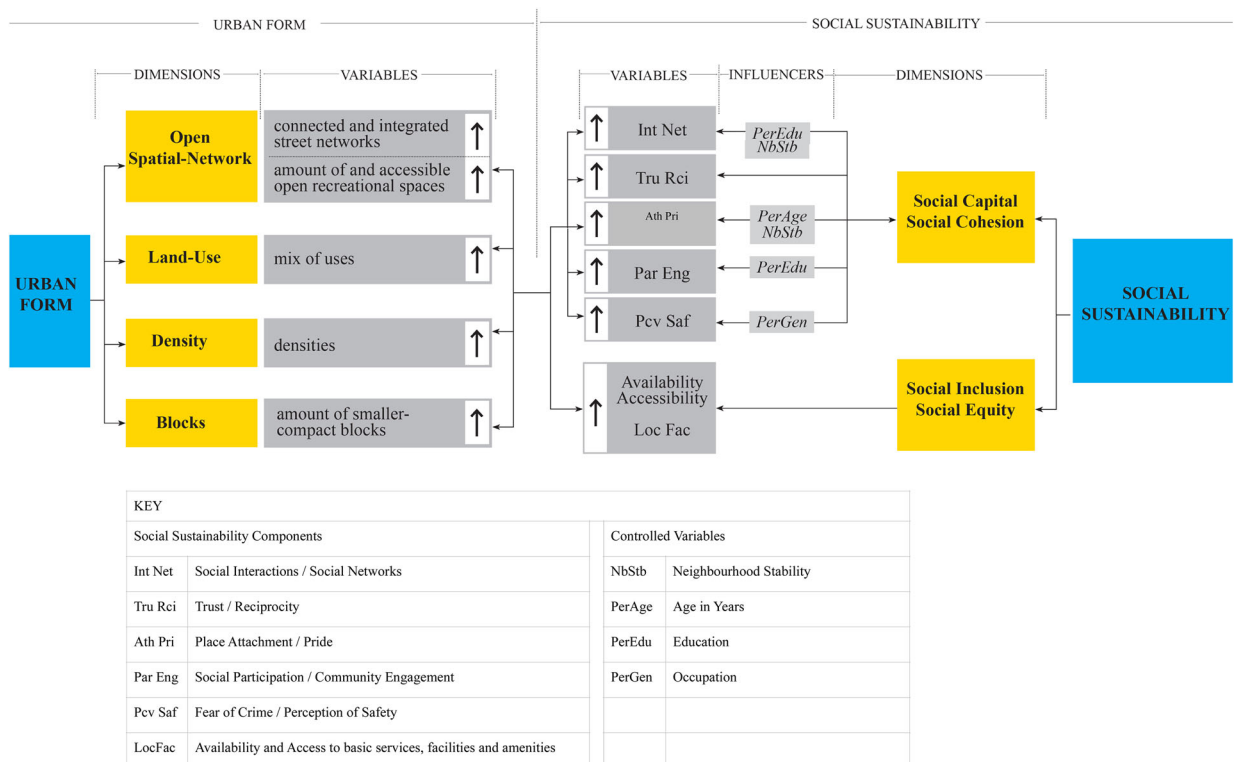 URBAN FORM
SOCIAL SUSTAINABILITY
DIMENSIONS
VARIABLES
VARIABLES
INFLUENCERS
DIMENSIONS
URBAN
FORM
Open
Spatial-Network
connected and integrated
street networks
amount of and accessible
open recreational spaces
Land-Use
mix of uses
Density
densities
Blocks
amount of smaller-
compact blocks
Int Net
Tru Rci
Ath Pri
Par Eng
Pcv Saf
Availability
Accessibility
Loc Fac
PerEdu
NbStb
PerAge
NbStb
PerEdu
PerGen
Social Capital
Social Cohesion
Social Inclusion
Social Equity
SOCIAL
SUSTAINABILITY
KEY
Social Sustainability Components
Controlled Variables
Int Net Social Interactions / Social Networks
NbStb Neighbourhood Stability
Tru Rci Trust / Reciprocity
PerAge Age in Years
Ath Pri Place Attachment / Pride
PerEdu Education
Par Eng Social Participation / Community Engagement
PerGen Occupation
Pcv Saf Fear of Crime / Perception of Safety
LocFac Availability and Access to basic services, facilities and amenities